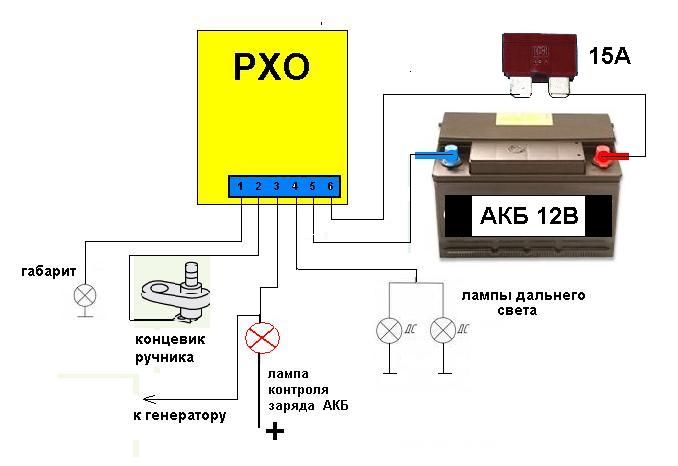 РХО
15А
1 2 3 4 5 6
АКБ 12В
габарит
лампы дальнего
света
ДС ДС
концевик
ручника
лампа
контроля
заряда АКБ
к генератору
+